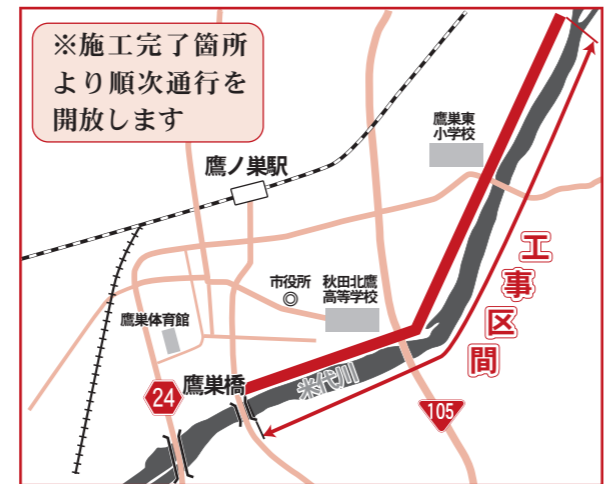 ※施工完了箇所
より順次通行を
開放します
鷹巣東
小学校
鷹ノ巣駅
市役所
◎
秋田北鷹
高等学校
鷹巣体育館
工事区間
24
鷹巣橋
米代川
105